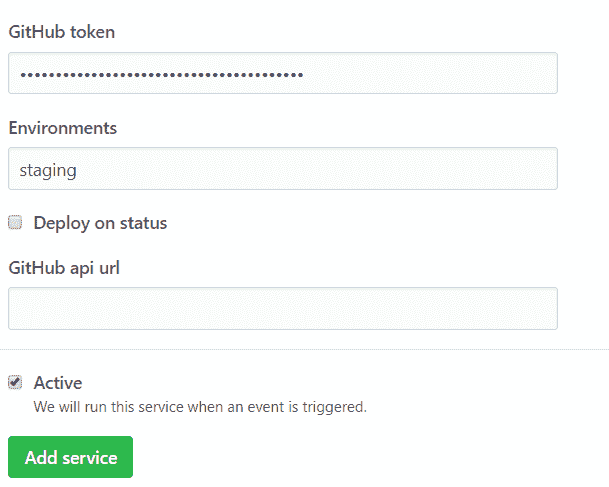 GitHub token
••••••••••••••••••••••••••••••••••••••••
Environments
staging
Deploy on status
GitHub api url
Active
We will run this service when an event is triggered.
Add service